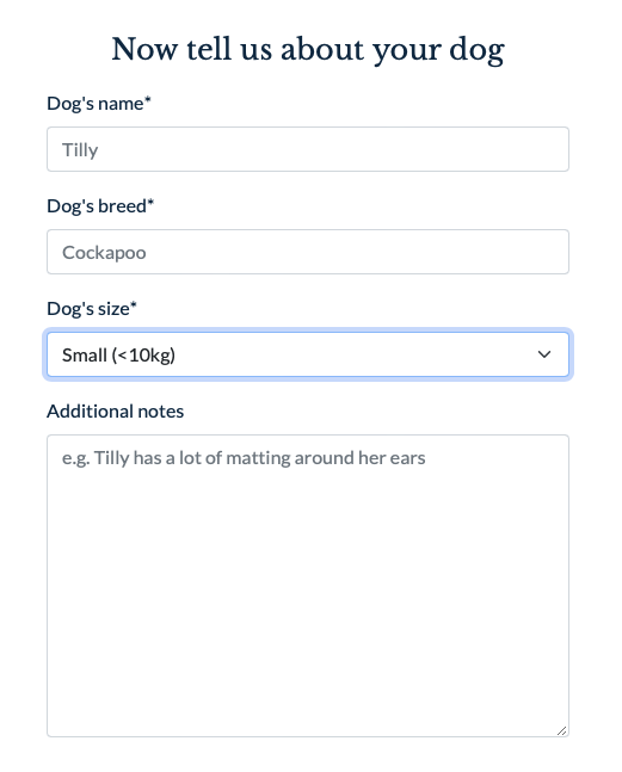 Now tell us about your dog
Dog's name*
Tilly
Dog's breed*
Cockapoo
Dog's size*
Small (<10kg)
Additional notes
e.g. Tilly has a lot of matting around her ears